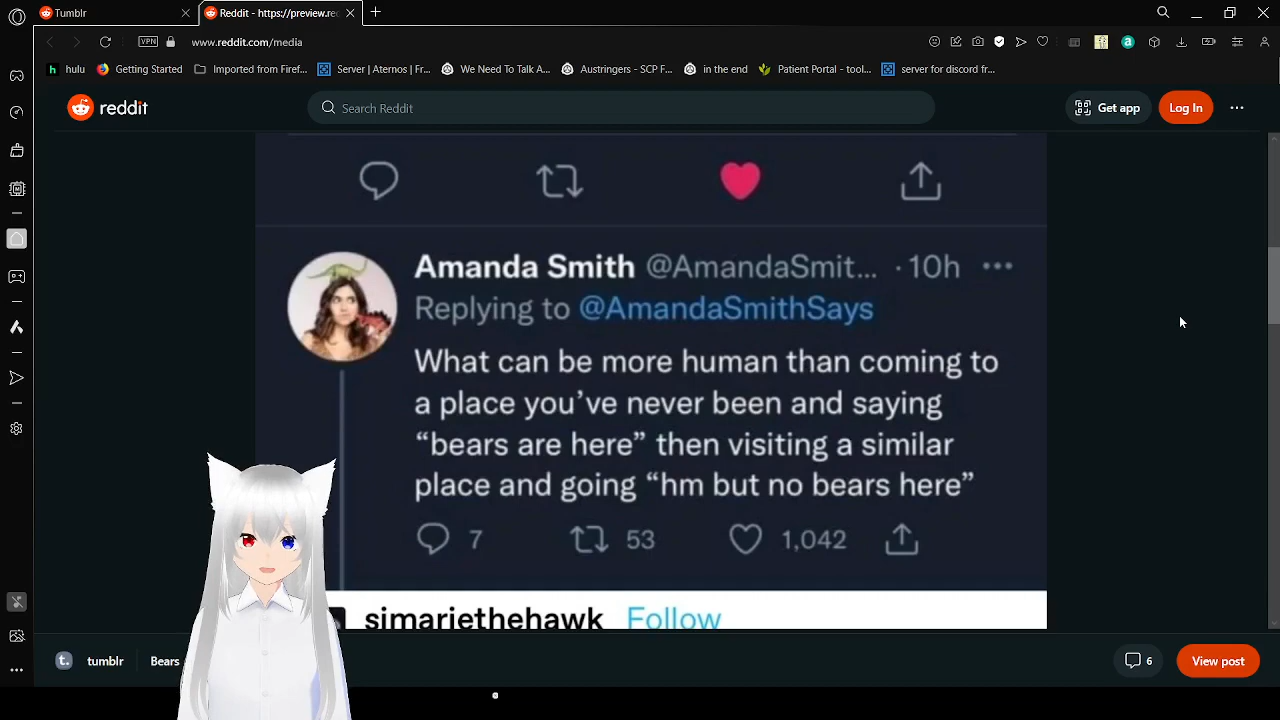 Tumblr
Reddit - https://preview.re
www.reddit.com/media
VPN
hulu
Getting Started
Imported from Firef...
Server | Aternos | Fr...
We Need To Talk A...
Austringers - SCP F...
in the end
Patient Portal - tool...
server for discord fr...
reddit
Search Reddit
Get app
Log In
Amanda Smith @AmandaSmit... · 10h
Replying to @AmandaSmithSays
What can be more human than coming to
a place you’ve never been and saying
“bears are here” then visiting a similar
place and going “hm but no bears here”
7
53
1,042
simariethehawk Follow
tumblr
Bears
6
View post